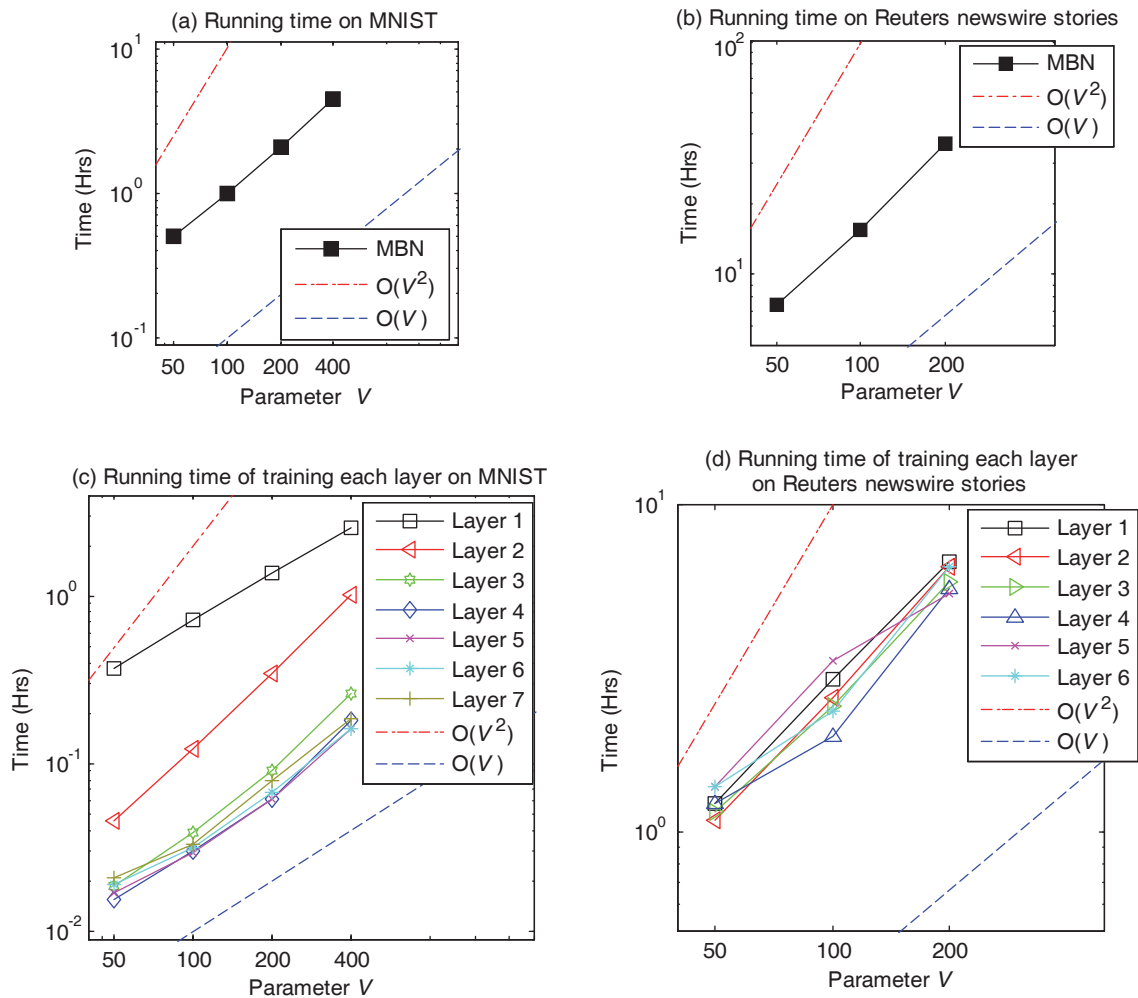 (a) Running time on MNIST
10^1
10^0
10^-1
Time (Hrs)
MBN
O(V^2)
O(V)
50 100 200 400
Parameter V
(b) Running time on Reuters newswire stories
10^2
10^1
Time (Hrs)
MBN
O(V^2)
O(V)
50 100 200
Parameter V
(c) Running time of training each layer on MNIST
10^0
10^-1
10^-2
Time (Hrs)
Layer 1
Layer 2
Layer 3
Layer 4
Layer 5
Layer 6
Layer 7
O(V^2)
O(V)
50 100 200 400
Parameter V
(d) Running time of training each layer
on Reuters newswire stories
10^1
10^0
Time (Hrs)
Layer 1
Layer 2
Layer 3
Layer 4
Layer 5
Layer 6
O(V^2)
O(V)
50 100 200
Parameter V